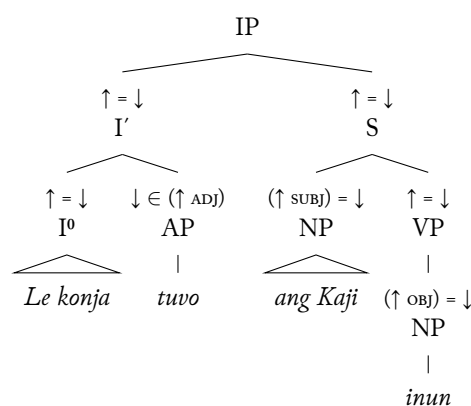 IP
↑ = ↓ ↑ = ↓
I′ S
↑ = ↓ ↓ ∈ (↑ ADJ) (↑ SUBJ) = ↓ ↑ = ↓
I⁰ AP NP VP
Le konja tuvo ang Kaji (↑ OBJ) = ↓
NP
inun